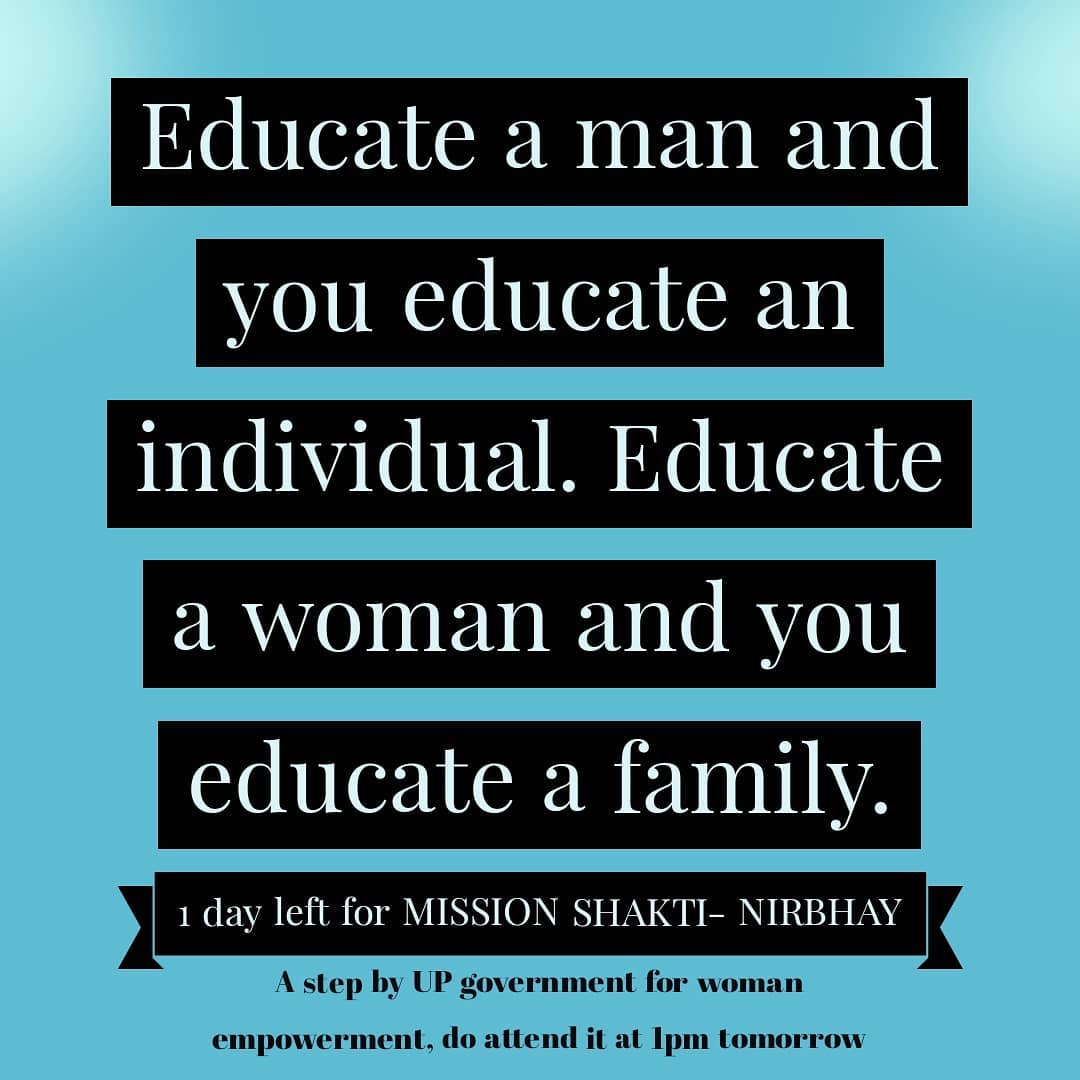 Educate a man and
you educate an
individual. Educate
a woman and you
educate a family.
1 day left for MISSION SHAKTI- NIRBHAY
A step by UP government for woman
empowerment, do attend it at 1pm tomorrow